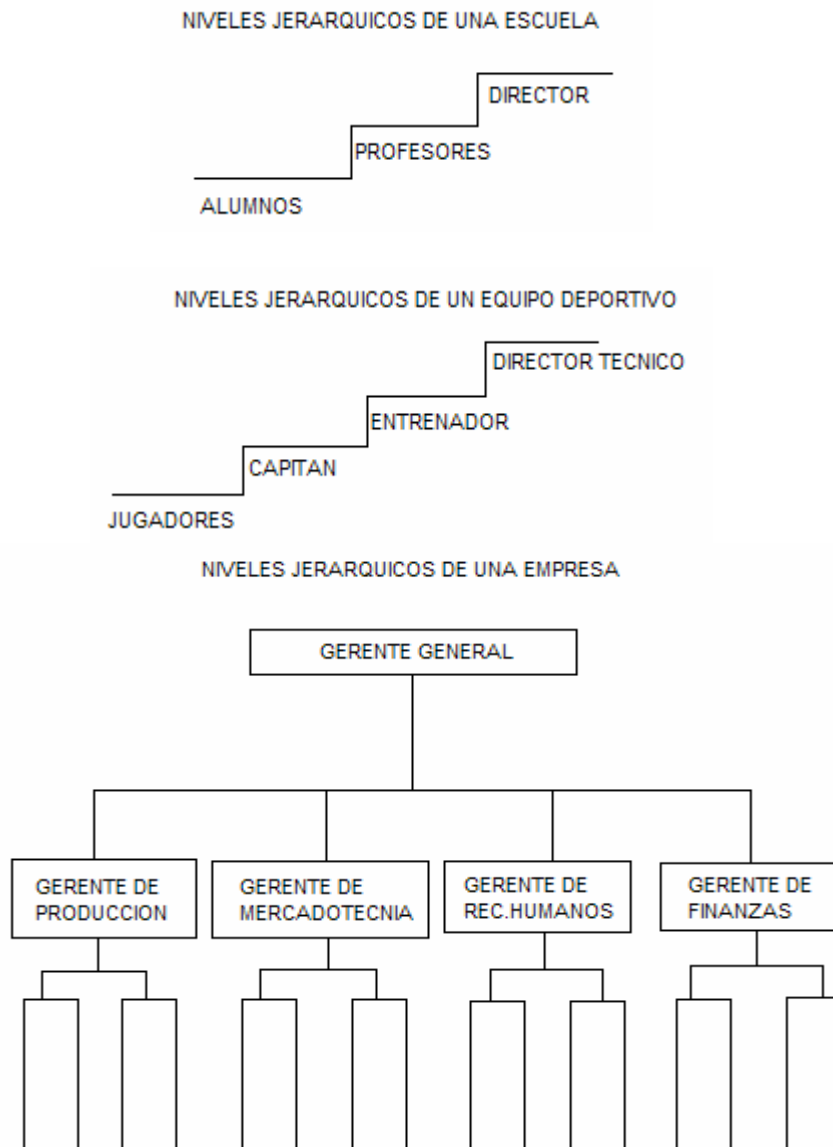 NIVELES JERARQUICOS DE UNA ESCUELA
DIRECTOR
PROFESORES
ALUMNOS
NIVELES JERARQUICOS DE UN EQUIPO DEPORTIVO
DIRECTOR TECNICO
ENTRENADOR
CAPITAN
JUGADORES
NIVELES JERARQUICOS DE UNA EMPRESA
GERENTE GENERAL
GERENTE DE
PRODUCCION
GERENTE DE
MERCADOTECNIA
GERENTE DE
REC.HUMANOS
GERENTE DE
FINANZAS